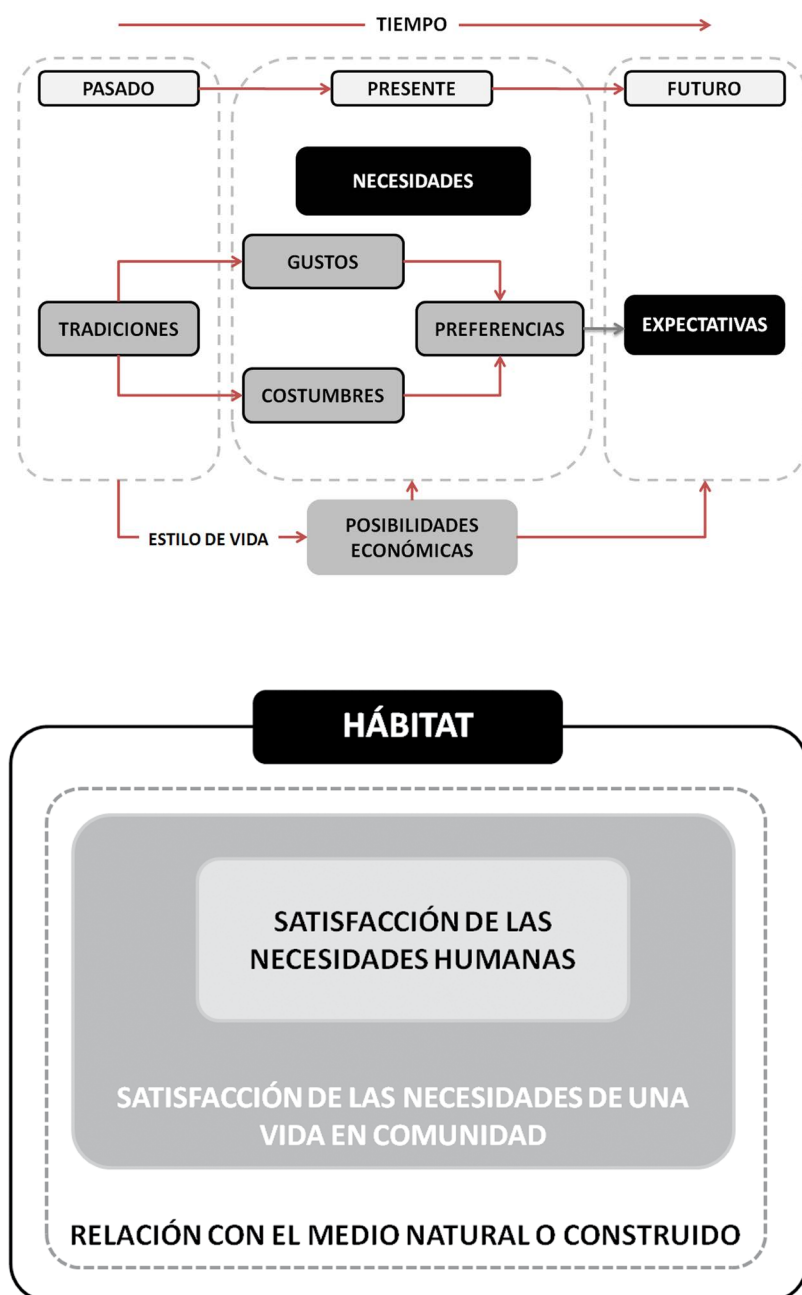 TIEMPO
PASADO
PRESENTE
FUTURO
NECESIDADES
GUSTOS
TRADICIONES
PREFERENCIAS
EXPECTATIVAS
COSTUMBRES
ESTILO DE VIDA
POSIBILIDADES
ECONÓMICAS
HÁBITAT
SATISFACCIÓN DE LAS
NECESIDADES HUMANAS
SATISFACCIÓN DE LAS NECESIDADES DE UNA
VIDA EN COMUNIDAD
RELACIÓN CON EL MEDIO NATURAL O CONSTRUIDO